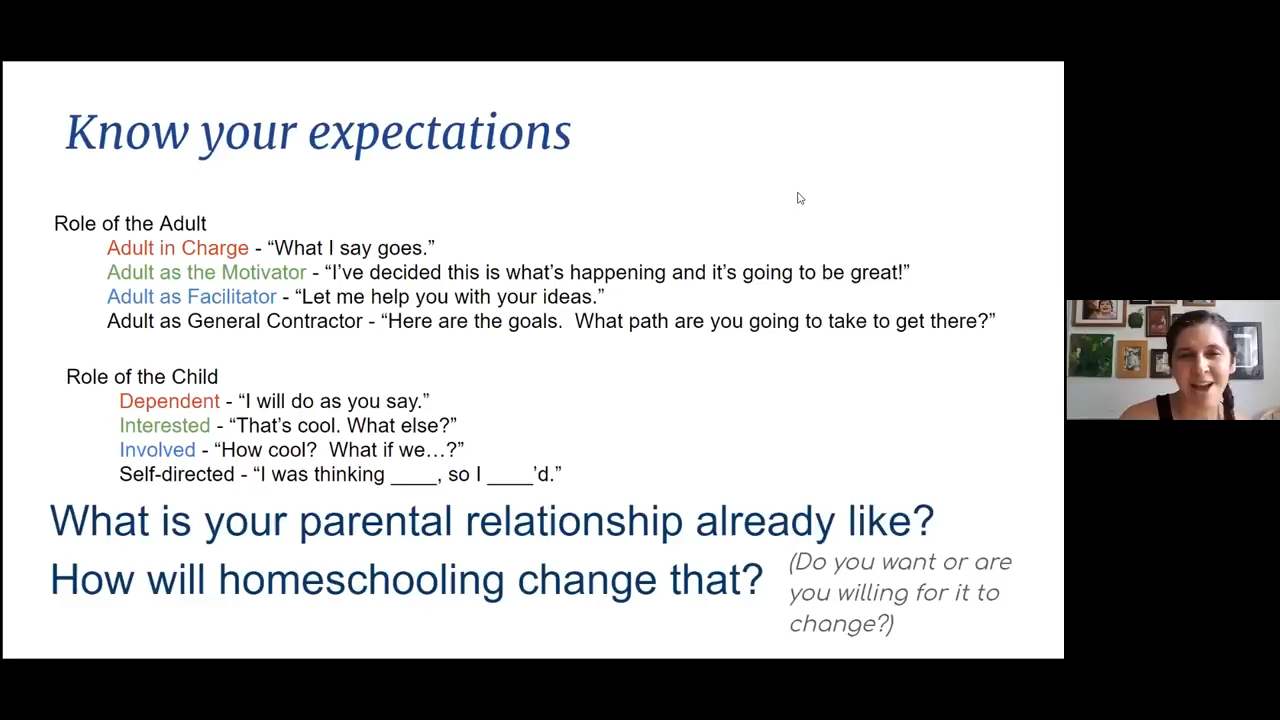 Know your expectations
Role of the Adult
Adult in Charge - “What I say goes.”
Adult as the Motivator - “I’ve decided this is what’s happening and it’s going to be great!”
Adult as Facilitator - “Let me help you with your ideas.”
Adult as General Contractor - “Here are the goals.  What path are you going to take to get there?”
Role of the Child
Dependent - “I will do as you say.”
Interested - “That’s cool. What else?”
Involved - “How cool?  What if we…?”
Self-directed - “I was thinking ____, so I ____’d.”
What is your parental relationship already like?
How will homeschooling change that?
(Do you want or are
you willing for it to
change?)